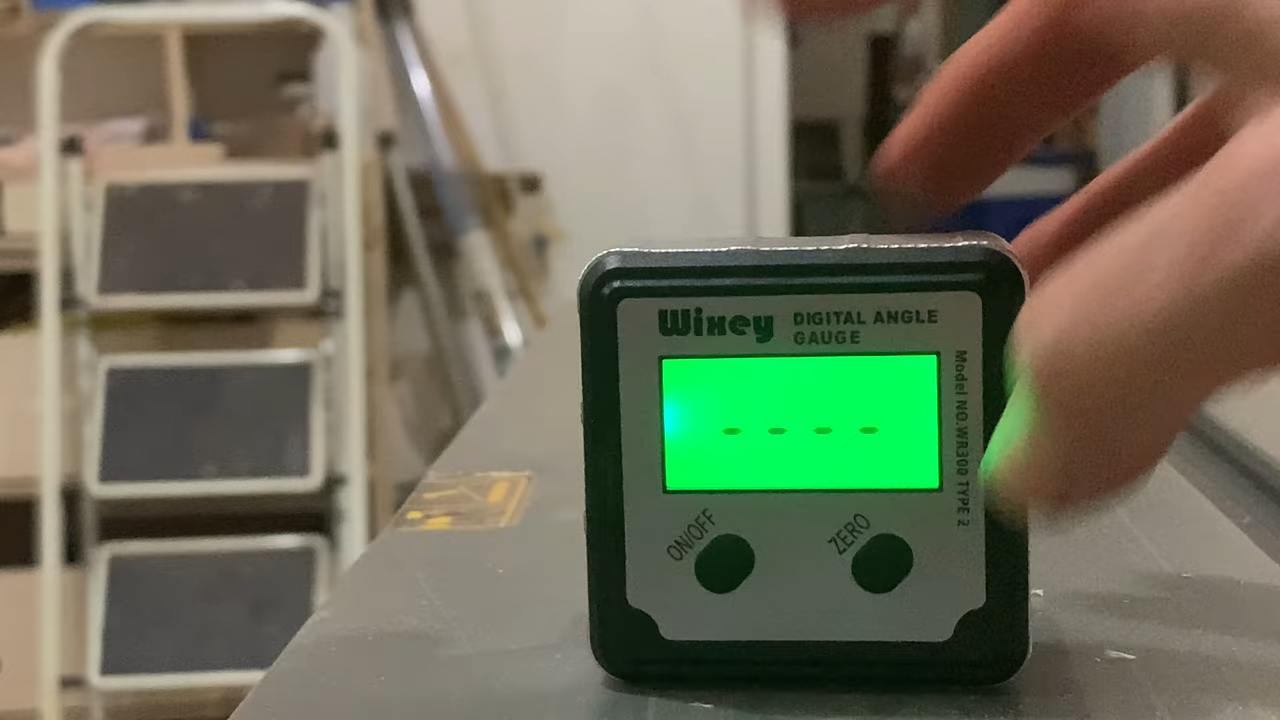 Wixey
DIGITAL ANGLE
GAUGE
Model NO.WR300 TYPE 2
- - - -
ON/OFF
ZERO